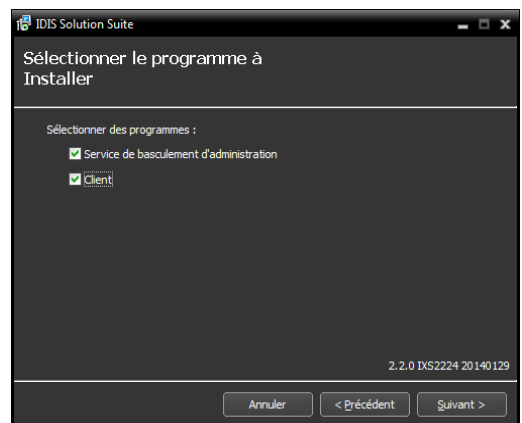 IDIS Solution Suite
Sélectionner le programme à
Installer
Sélectionner des programmes :
Service de basculement d'administration
Client
2.2.0 IXS2224 20140129
Annuler
< Précédent
Suivant >